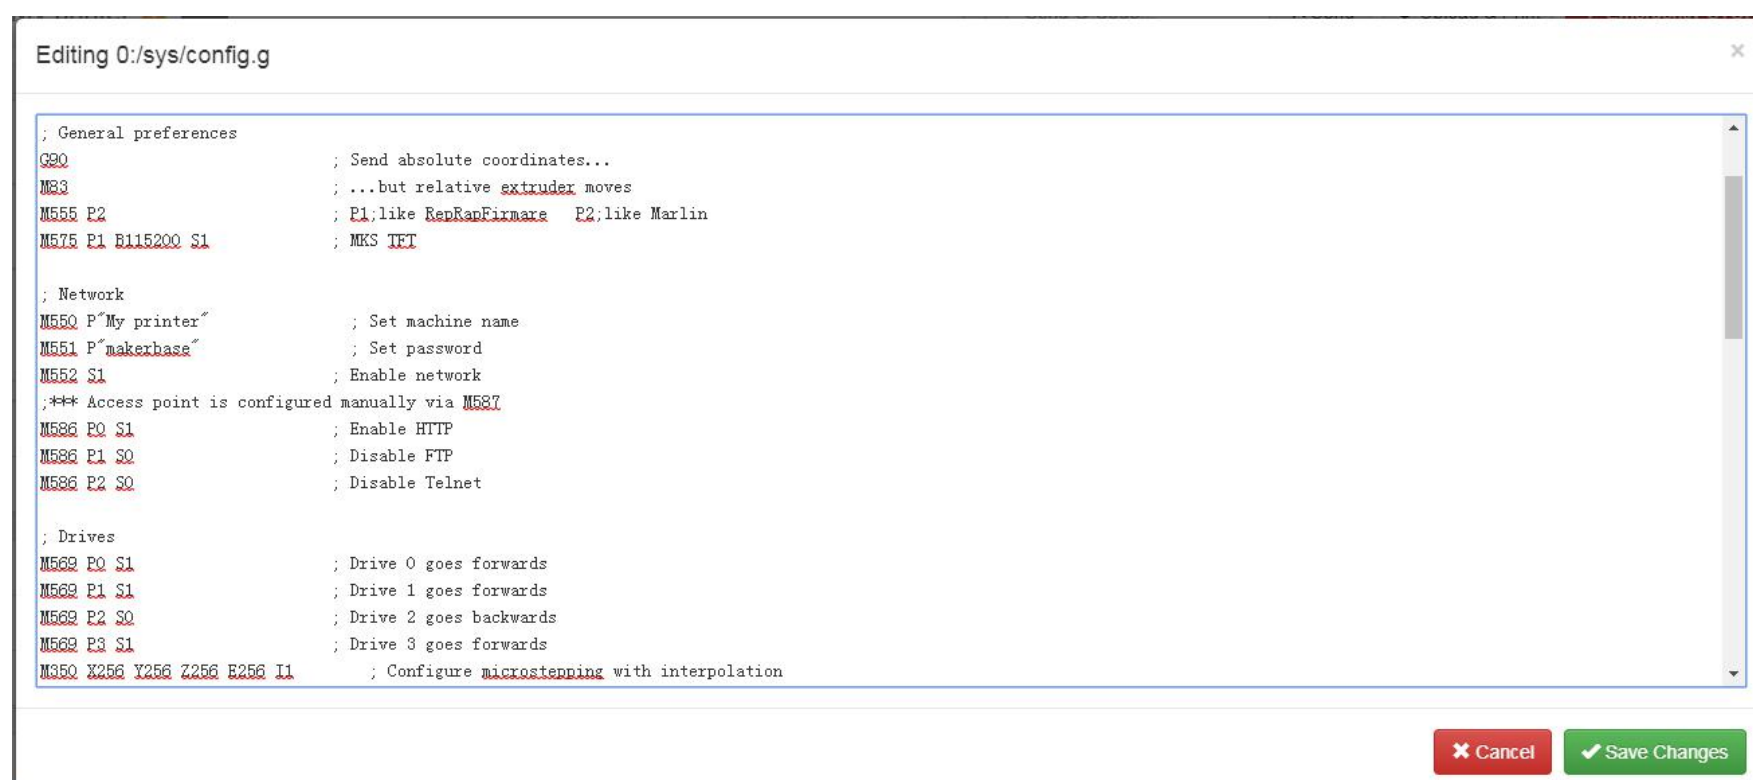 Editing 0:/sys/config.g
×
; General preferences
G90 ; Send absolute coordinates...
M83 ; ...but relative extruder moves
M555 P2 ; P1;like RepRapFirmare P2;like Marlin
M575 P1 B115200 S1 ; MKS TFT
; Network
M550 P"My printer" ; Set machine name
M551 P"makerbase" ; Set password
M552 S1 ; Enable network
;*** Access point is configured manually via M587
M586 P0 S1 ; Enable HTTP
M586 P1 S0 ; Disable FTP
M586 P2 S0 ; Disable Telnet
; Drives
M569 P0 S1 ; Drive 0 goes forwards
M569 P1 S1 ; Drive 1 goes forwards
M569 P2 S0 ; Drive 2 goes backwards
M569 P3 S1 ; Drive 3 goes forwards
M350 X256 Y256 Z256 E256 I1 ; Configure microstepping with interpolation
Cancel
Save Changes